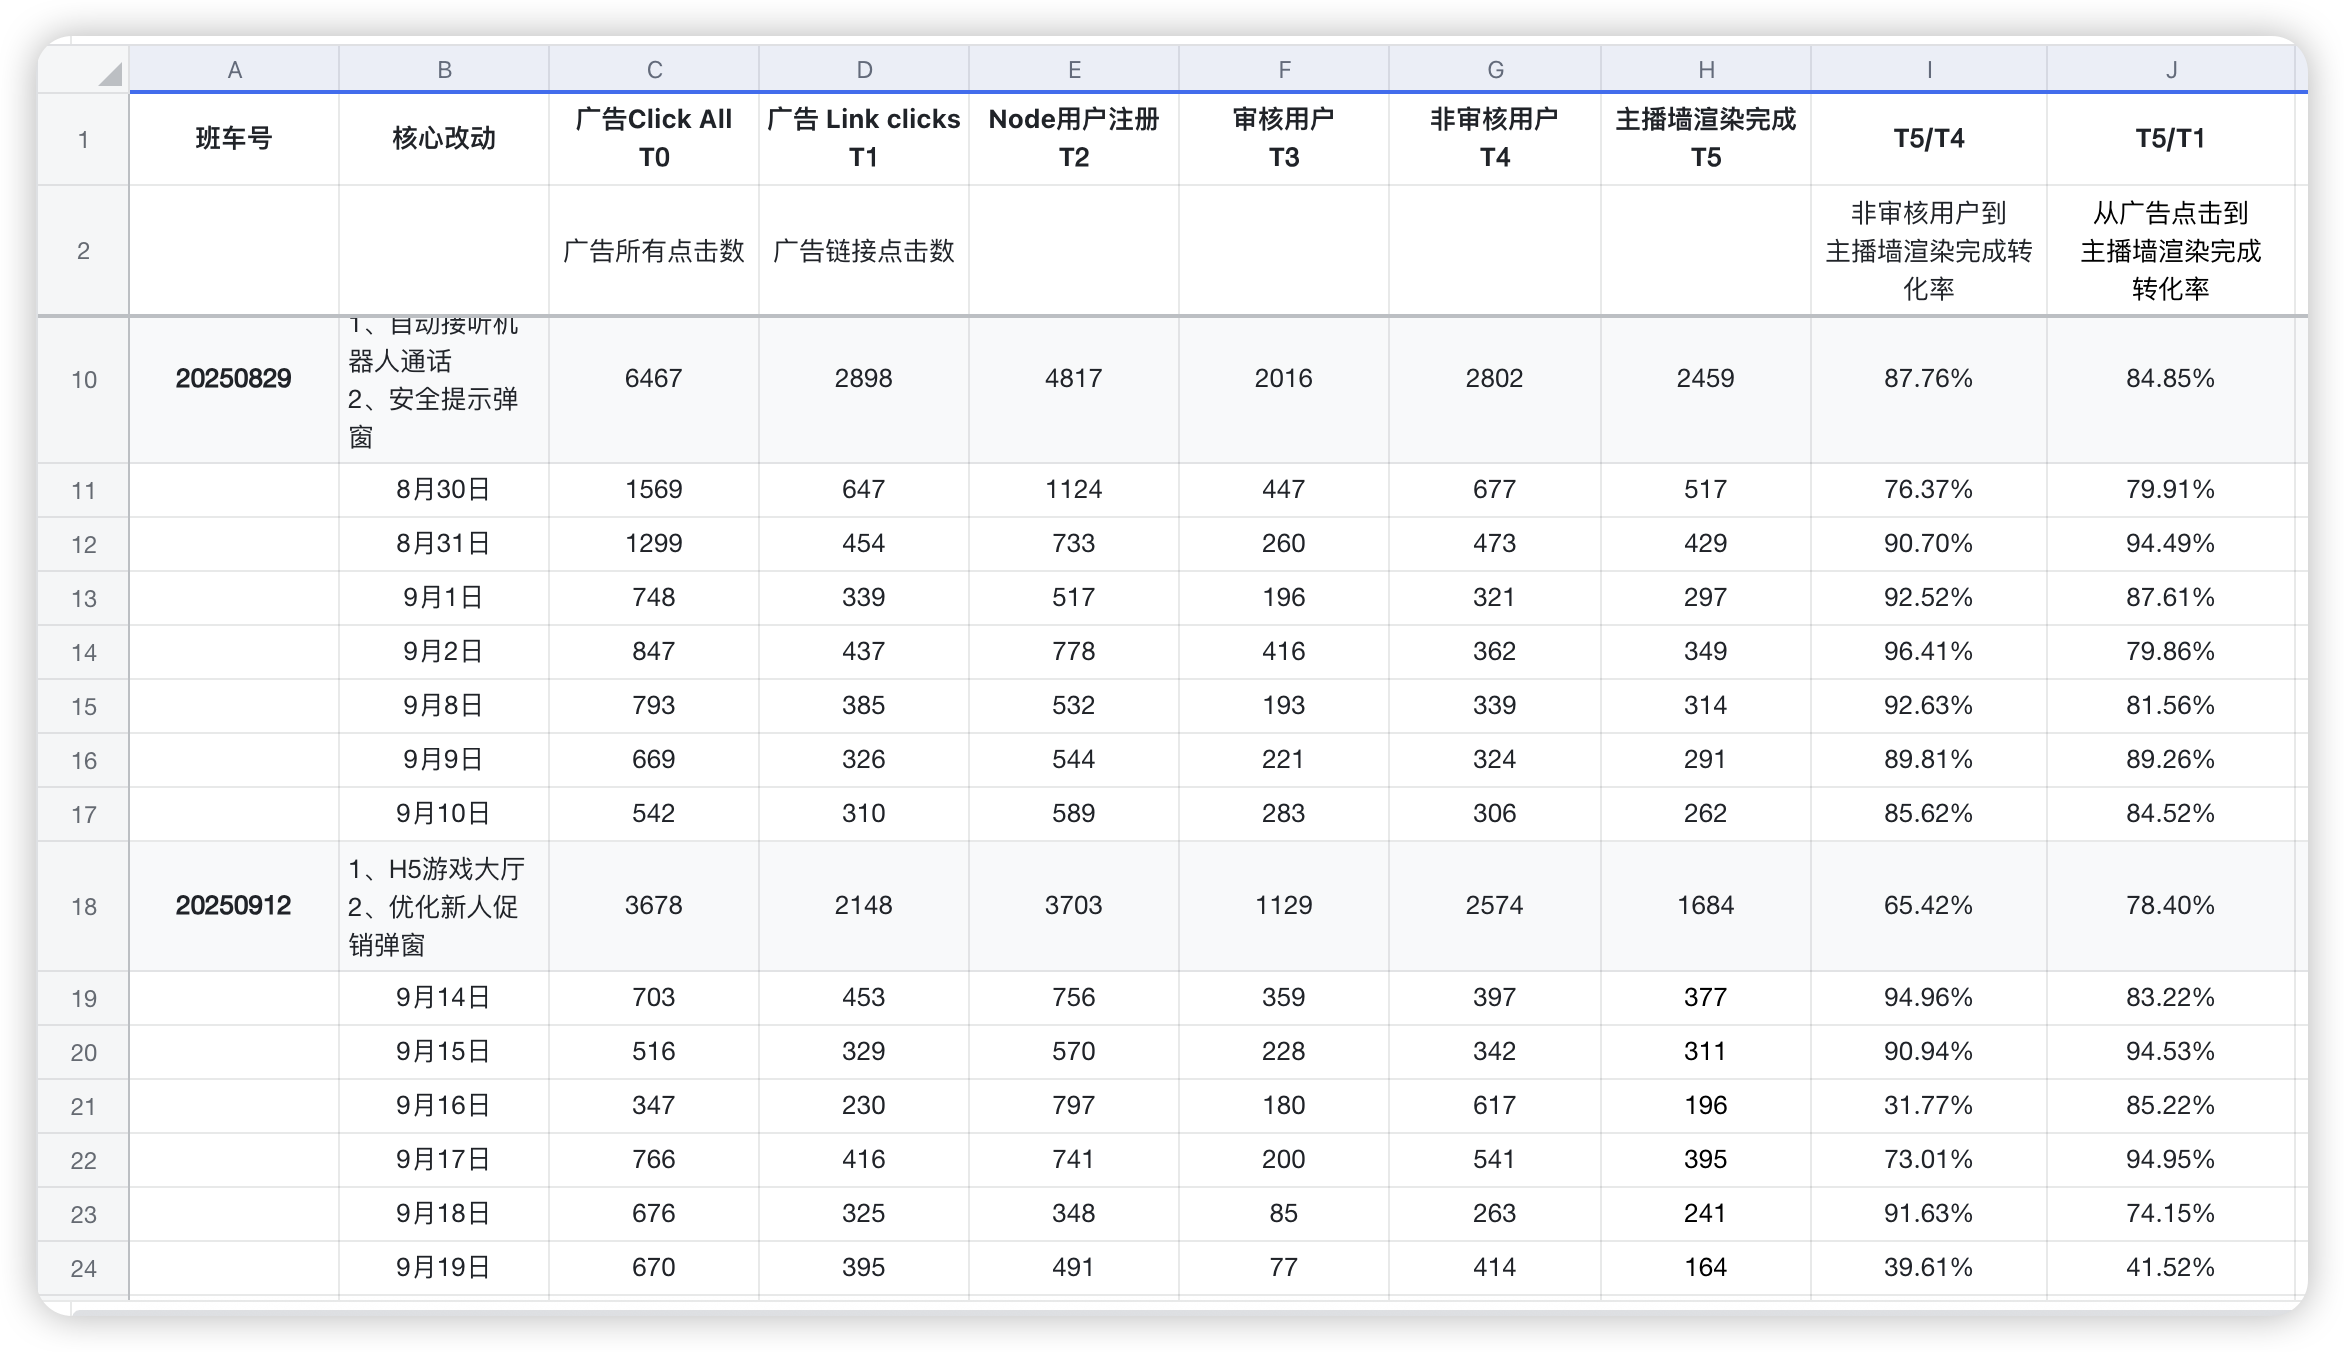 A B C D E F G H I J
1 班车号 核心改动 广告Click All T0 广告 Link clicks T1 Node用户注册 T2 审核用户 T3 非审核用户 T4 主播墙渲染完成 T5 T5/T4 T5/T1
2 广告所有点击数 广告链接点击数 非审核用户到主播墙渲染完成转化率 从广告点击到主播墙渲染完成转化率
10 20250829 1、自动接听机器人通话 2、安全提示弹窗 6467 2898 4817 2016 2802 2459 87.76% 84.85%
11 8月30日 1569 647 1124 447 677 517 76.37% 79.91%
12 8月31日 1299 454 733 260 473 429 90.70% 94.49%
13 9月1日 748 339 517 196 321 297 92.52% 87.61%
14 9月2日 847 437 778 416 362 349 96.41% 79.86%
15 9月8日 793 385 532 193 339 314 92.63% 81.56%
16 9月9日 669 326 544 221 324 291 89.81% 89.26%
17 9月10日 542 310 589 283 306 262 85.62% 84.52%
18 20250912 1、H5游戏大厅 2、优化新人促销弹窗 3678 2148 3703 1129 2574 1684 65.42% 78.40%
19 9月14日 703 453 756 359 397 377 94.96% 83.22%
20 9月15日 516 329 570 228 342 311 90.94% 94.53%
21 9月16日 347 230 797 180 617 196 31.77% 85.22%
22 9月17日 766 416 741 200 541 395 73.01% 94.95%
23 9月18日 676 325 348 85 263 241 91.63% 74.15%
24 9月19日 670 395 491 77 414 164 39.61% 41.52%